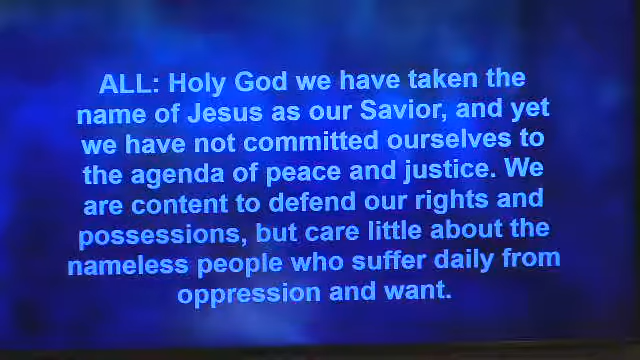 ALL: Holy God we have taken the
name of Jesus as our Savior, and yet
we have not committed ourselves to
the agenda of peace and justice. We
are content to defend our rights and
possessions, but care little about the
nameless people who suffer daily from
oppression and want.